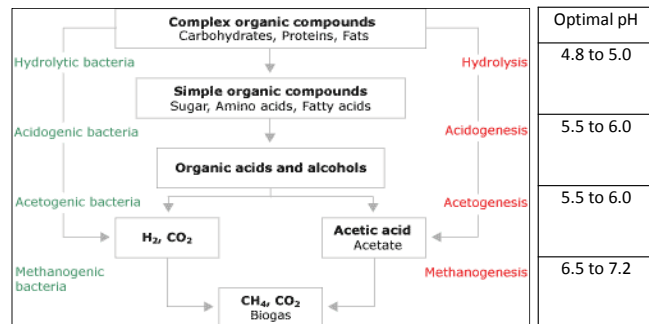 Complex organic compounds
Carbohydrates, Proteins, Fats
Hydrolytic bacteria
Hydrolysis
Simple organic compounds
Sugar, Amino acids, Fatty acids
Acidogenic bacteria
Acidogenesis
Organic acids and alcohols
Acetogenic bacteria
Acetogenesis
H₂, CO₂
Acetic acid
Acetate
Methanogenic
bacteria
Methanogenesis
CH₄, CO₂
Biogas
Optimal pH
4.8 to 5.0
5.5 to 6.0
5.5 to 6.0
6.5 to 7.2